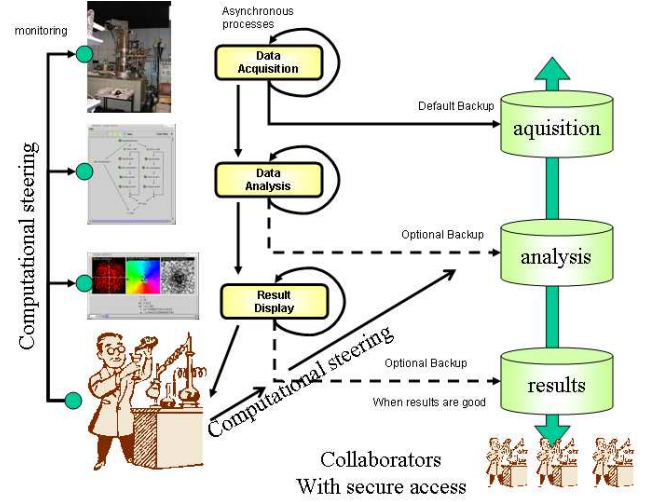 Asynchronous
processes
monitoring
Data
Acquisition
Default Backup
aquisition
Computational steering
Data
Analysis
Optional Backup
analysis
Result
Display
Computational steering
Optional Backup
results
When results are good
Collaborators
With secure access